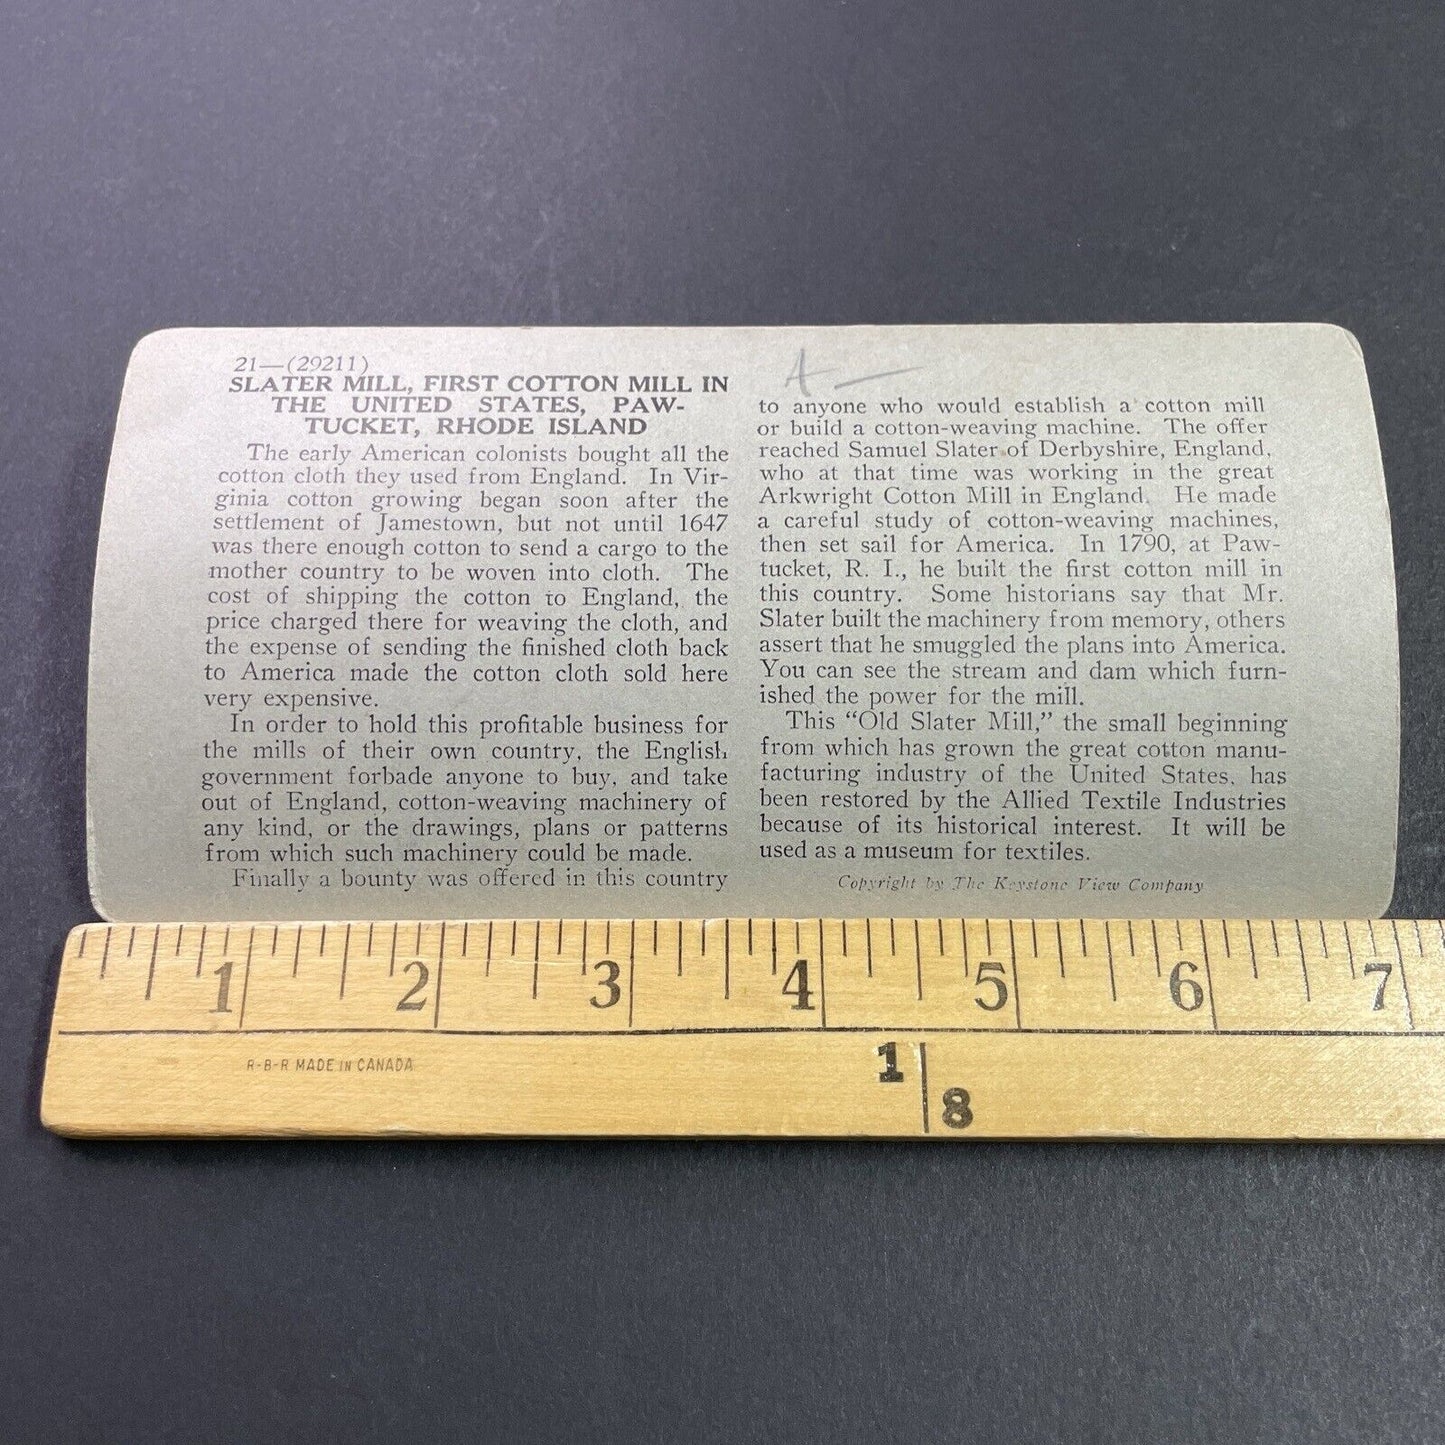 21—(29211)
SLATER MILL, FIRST COTTON MILL IN
THE UNITED STATES, PAW-
TUCKET, RHODE ISLAND
The early American colonists bought all the
cotton cloth they used from England. In Vir-
ginia cotton growing began soon after the
settlement of Jamestown, but not until 1647
was there enough cotton to send a cargo to the
mother country to be woven into cloth. The
cost of shipping the cotton to England, the
price charged there for weaving the cloth, and
the expense of sending the finished cloth back
to America made the cotton cloth sold here
very expensive.
In order to hold this profitable business for
the mills of their own country, the English
government forbade anyone to buy, and take
out of England, cotton-weaving machinery of
any kind, or the drawings, plans or patterns
from which such machinery could be made.
Finally a bounty was offered in this country
A—
to anyone who would establish a cotton mill
or build a cotton-weaving machine. The offer
reached Samuel Slater of Derbyshire, England,
who at that time was working in the great
Arkwright Cotton Mill in England. He made
a careful study of cotton-weaving machines,
then set sail for America. In 1790, at Paw-
tucket, R. I., he built the first cotton mill in
this country. Some historians say that Mr.
Slater built the machinery from memory, others
assert that he smuggled the plans into America.
You can see the stream and dam which furn-
ished the power for the mill.
This “Old Slater Mill,” the small beginning
from which has grown the great cotton manu-
facturing industry of the United States, has
been restored by the Allied Textile Industries
because of its historical interest. It will be
used as a museum for textiles.
Copyright by The Keystone View Company
1 2 3 4 5 6 7
R-B-R MADE IN CANADA
1
8